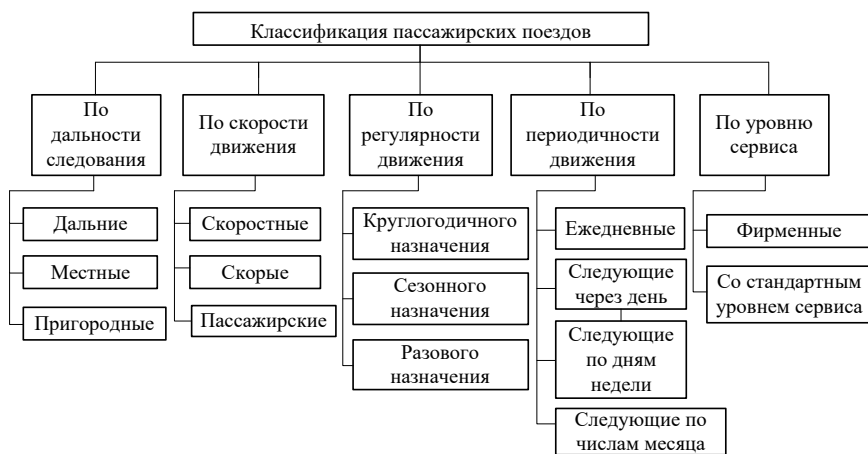 Классификация пассажирских поездов
По
дальности
следования
По скорости
движения
По
регулярности
движения
По
периодичности
движения
По уровню
сервиса
Дальние
Местные
Пригородные
Скоростные
Скорые
Пассажирские
Круглогодичного
назначения
Сезонного
назначения
Разового
назначения
Ежедневные
Следующие
через день
Следующие
по дням
недели
Следующие по
числам месяца
Фирменные
Со стандартным
уровнем сервиса